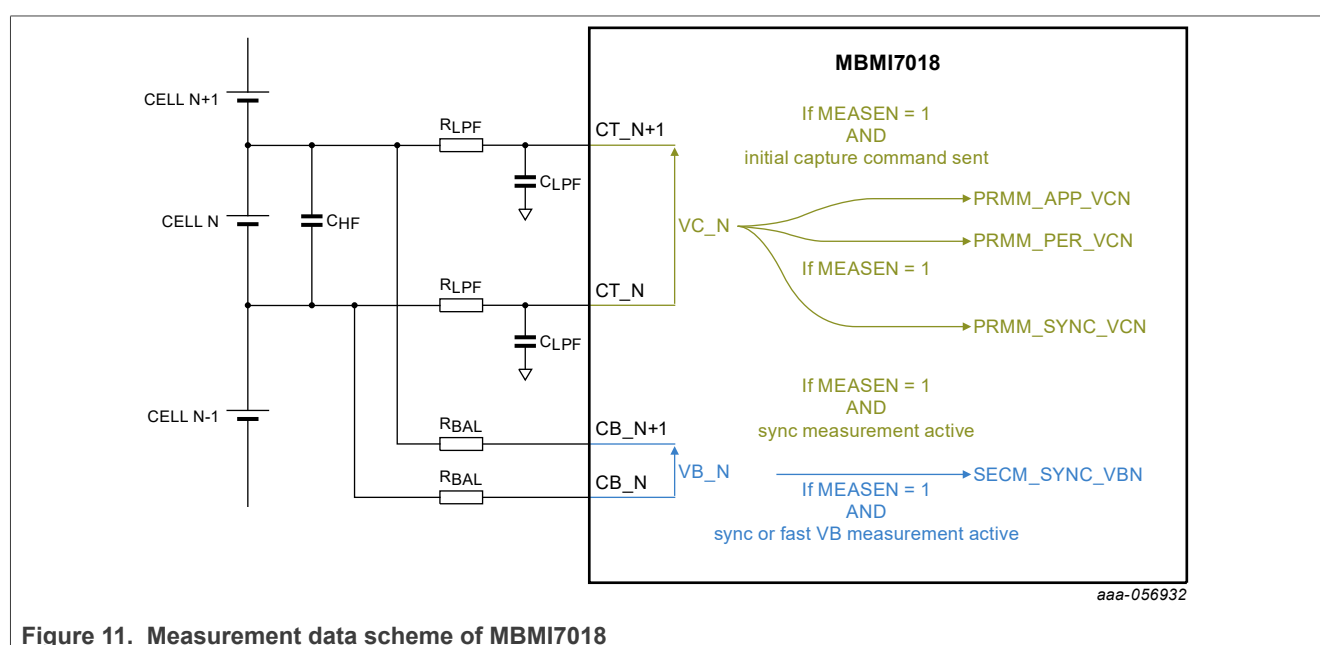 MBMI7018
CELL N+1
RLPF
CT_N+1
If MEASEN = 1
AND
initial capture command sent
CLPF
PRMM_APP_VCN
CELL N
CHF
VC_N
PRMM_PER_VCN
If MEASEN = 1
RLPF
CT_N
PRMM_SYNC_VCN
CLPF
If MEASEN = 1
AND
sync measurement active
CELL N-1
RBAL
CB_N+1
RBAL
CB_N
VB_N
SECM_SYNC_VBN
If MEASEN = 1
AND
sync or fast VB measurement active
aaa-056932
Figure 11. Measurement data scheme of MBMI7018